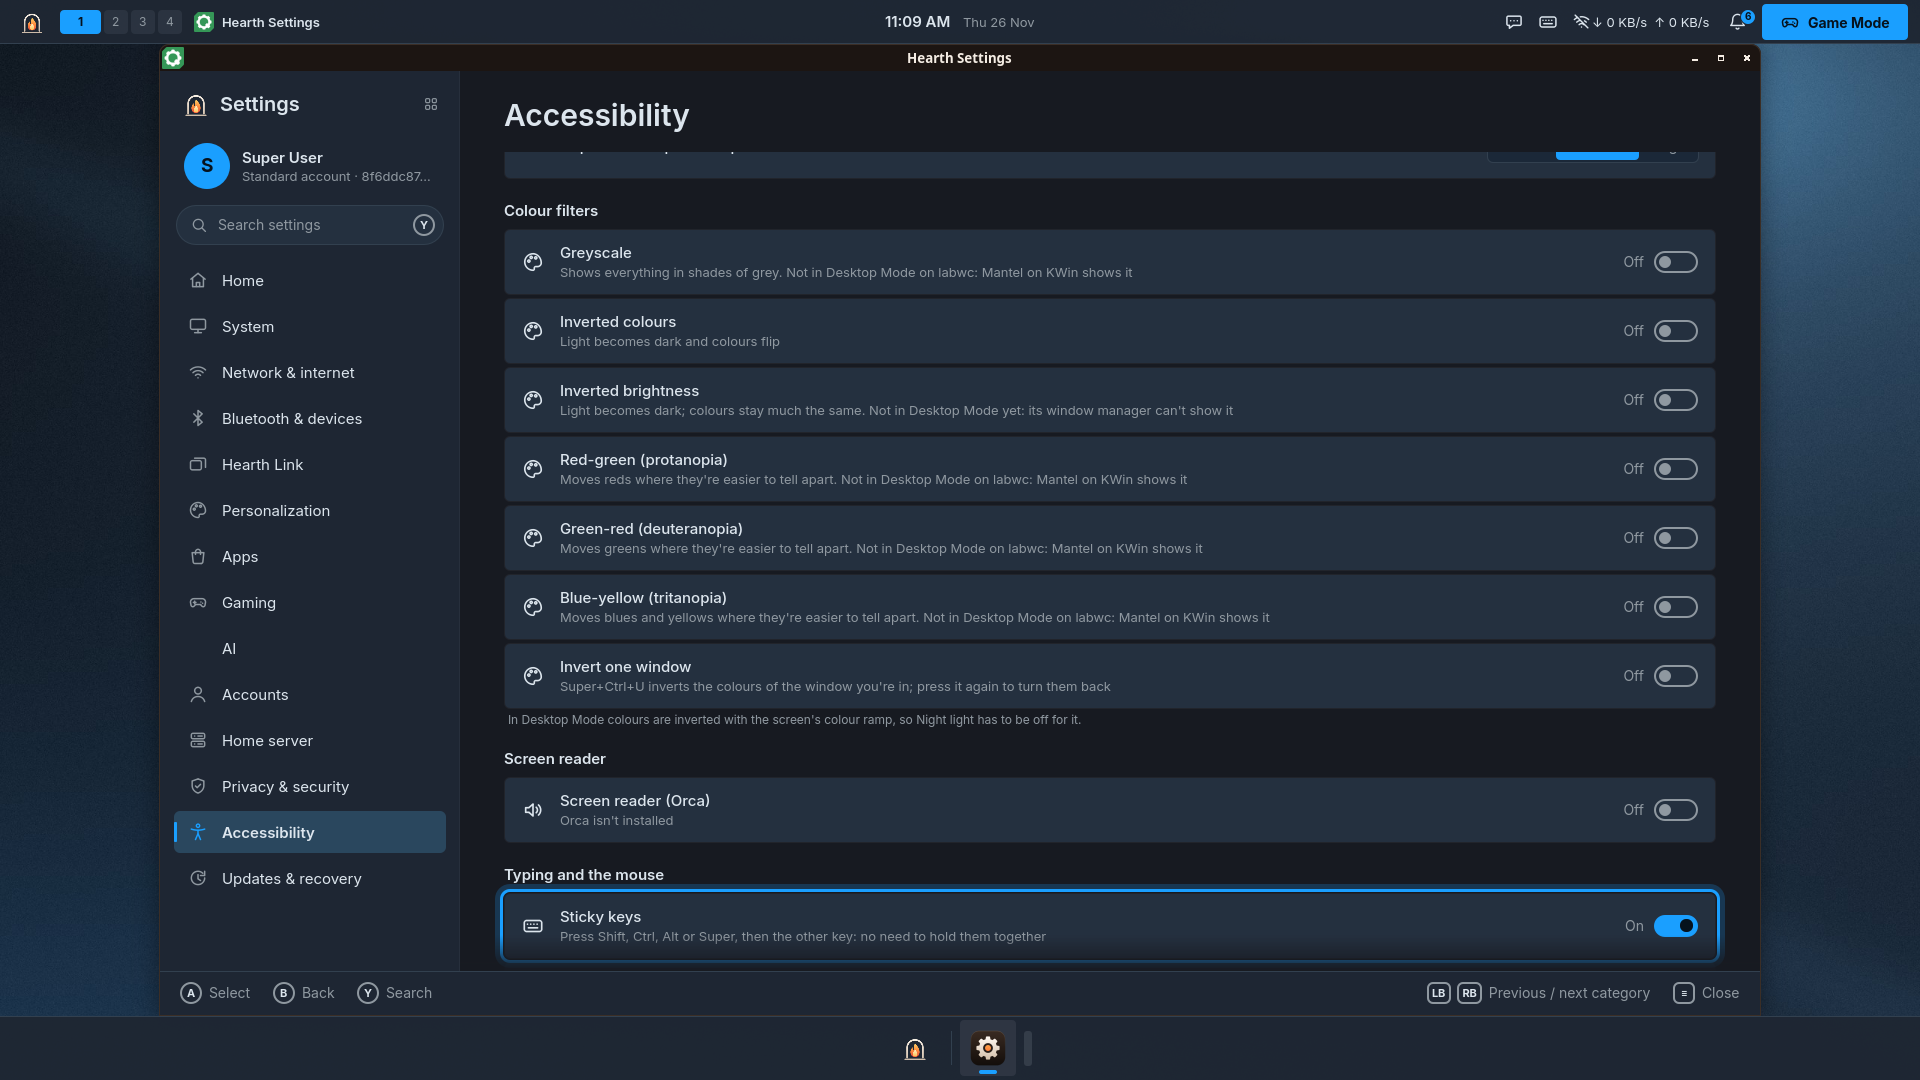 1
2
3
4
Hearth Settings
11:09 AM Thu 26 Nov
↓ 0 KB/s ↑ 0 KB/s
6
Game Mode
Hearth Settings
Settings
S
Super User
Standard account · 8f6ddc87...
Search settings
Y
Home
System
Network & internet
Bluetooth & devices
Hearth Link
Personalization
Apps
Gaming
AI
Accounts
Home server
Privacy & security
Accessibility
Updates & recovery
Accessibility
Colour filters
Greyscale
Shows everything in shades of grey. Not in Desktop Mode on labwc: Mantel on KWin shows it
Off
Inverted colours
Light becomes dark and colours flip
Off
Inverted brightness
Light becomes dark; colours stay much the same. Not in Desktop Mode yet: its window manager can't show it
Off
Red-green (protanopia)
Moves reds where they're easier to tell apart. Not in Desktop Mode on labwc: Mantel on KWin shows it
Off
Green-red (deuteranopia)
Moves greens where they're easier to tell apart. Not in Desktop Mode on labwc: Mantel on KWin shows it
Off
Blue-yellow (tritanopia)
Moves blues and yellows where they're easier to tell apart. Not in Desktop Mode on labwc: Mantel on KWin shows it
Off
Invert one window
Super+Ctrl+U inverts the colours of the window you're in; press it again to turn them back
Off
In Desktop Mode colours are inverted with the screen's colour ramp, so Night light has to be off for it.
Screen reader
Screen reader (Orca)
Orca isn't installed
Off
Typing and the mouse
Sticky keys
Press Shift, Ctrl, Alt or Super, then the other key: no need to hold them together
On
A Select
B Back
Y Search
LB RB Previous / next category
Close